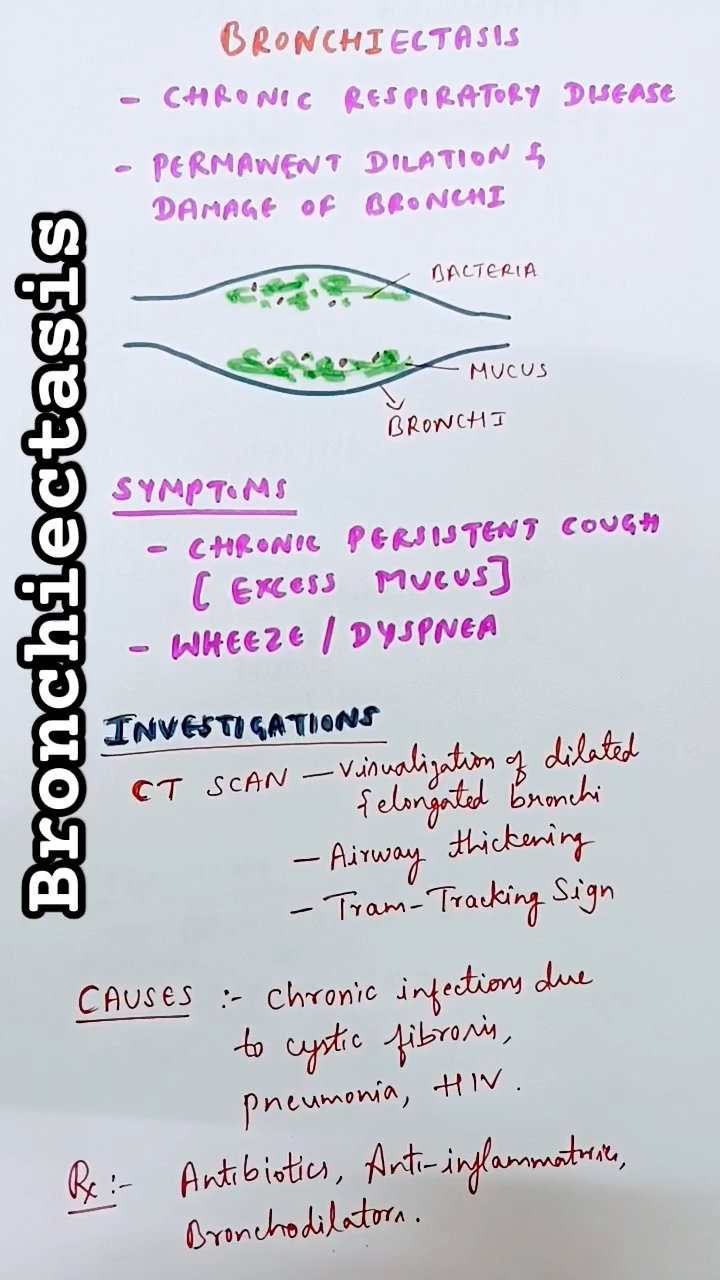 BRONCHIECTASIS
- CHRONIC RESPIRATORY DISEASE
- PERMANENT DILATION &
DAMAGE OF BRONCHI
BACTERIA
MUCUS
BRONCHI
SYMPTOMS
- CHRONIC PERSISTENT COUGH
[ EXCESS MUCUS]
- WHEEZE / DYSPNEA
INVESTIGATIONS
CT SCAN — Visualization of dilated
& elongated bronchi
— Airway thickening
— Tram-Tracking Sign
CAUSES :- Chronic infections due
to cystic fibrosis,
pneumonia, HIV.
Rx :- Antibiotics, Anti-inflammatories,
Bronchodilators.
Bronchiectasis